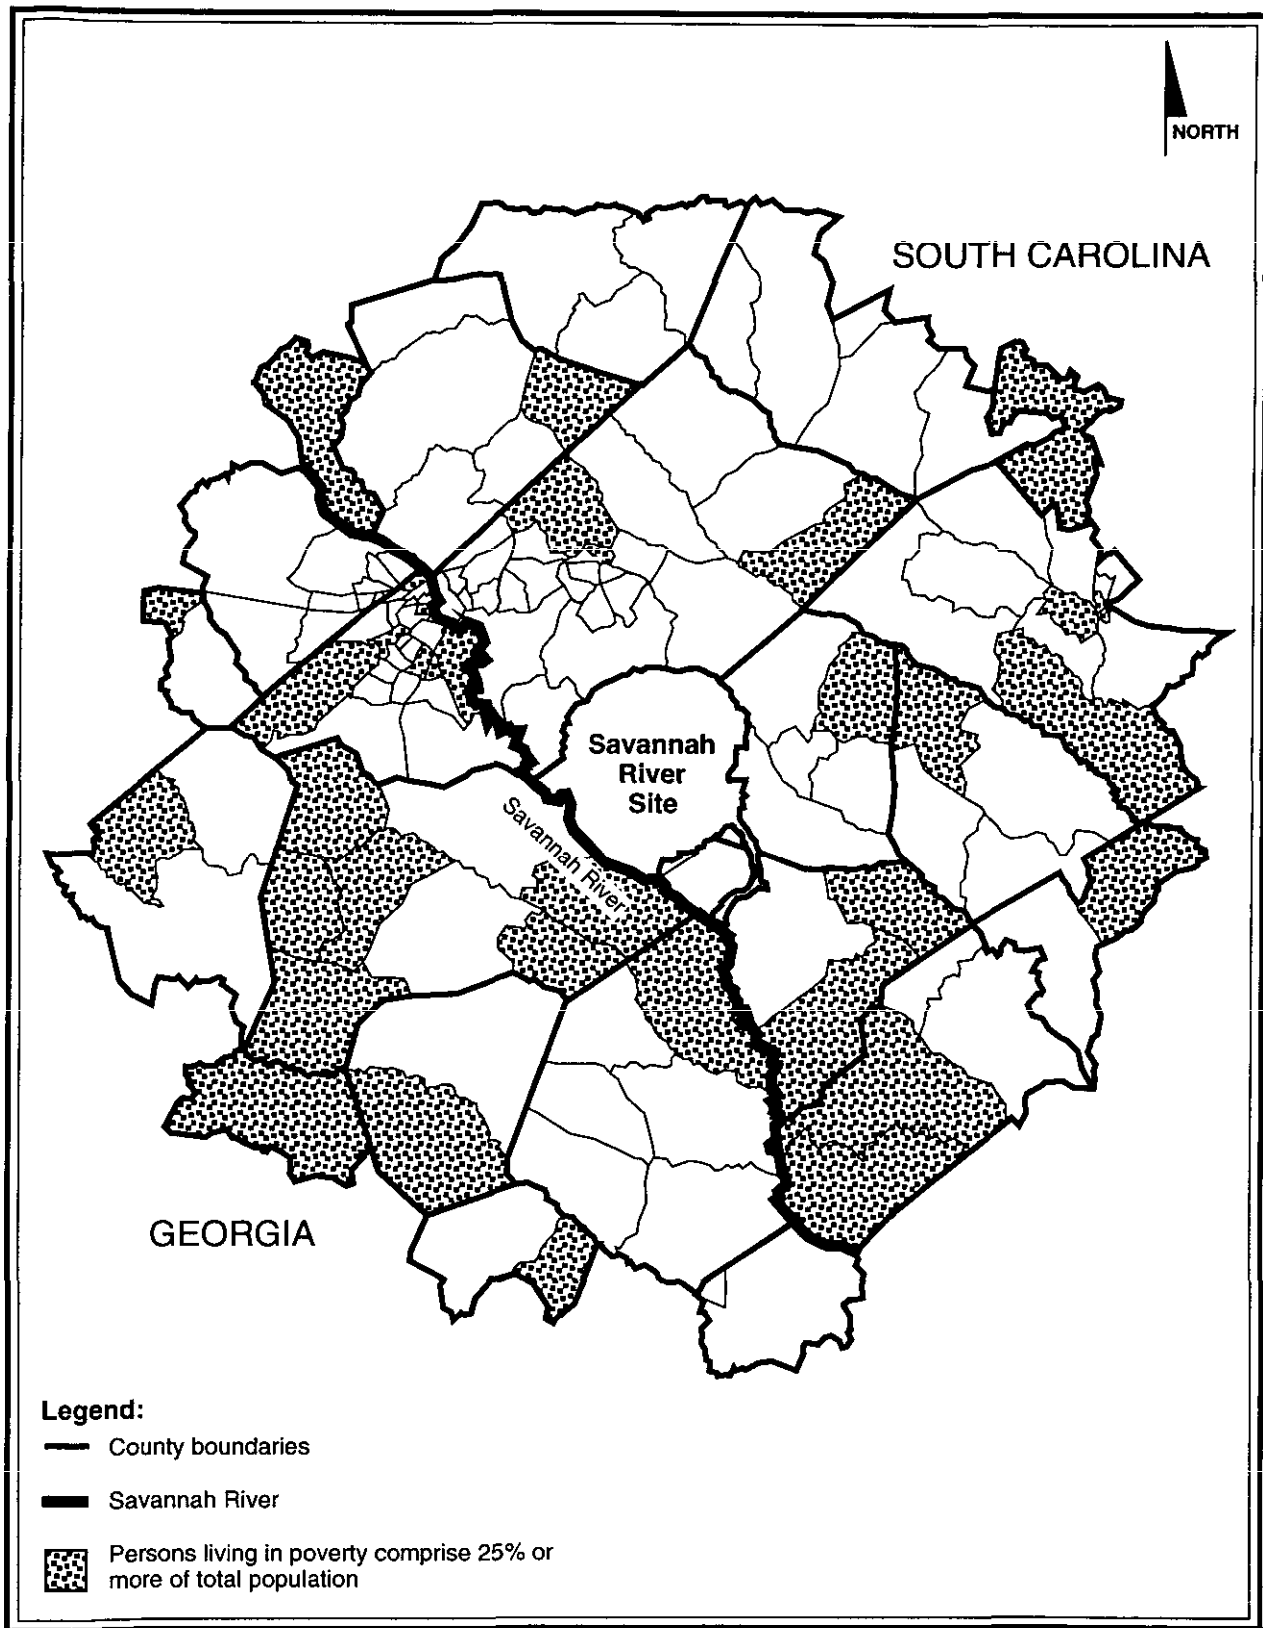 NORTH
SOUTH CAROLINA
Savannah
River
Site
Savannah River
GEORGIA
Legend:
County boundaries
Savannah River
Persons living in poverty comprise 25% or
more of total population